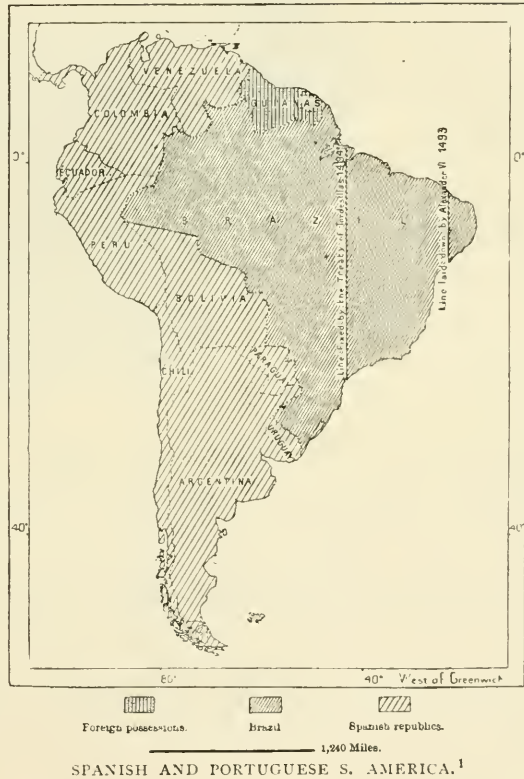 VENEZUELA
GUIANAS
COLOMBIA
0°
0°
ECUADOR
BRAZIL
PERU
BOLIVIA
PARAGUAY
CHILI
URUGUAY
ARGENTINA
Line fixed by the Treaty of Tordesillas 1494
Line laid down by Alexander VI 1493
40°
40°
80°
40°
West of Greenwich
Foreign possessions.
Brazil
Spanish republics.
1,240 Miles.
SPANISH AND PORTUGUESE S. AMERICA.¹